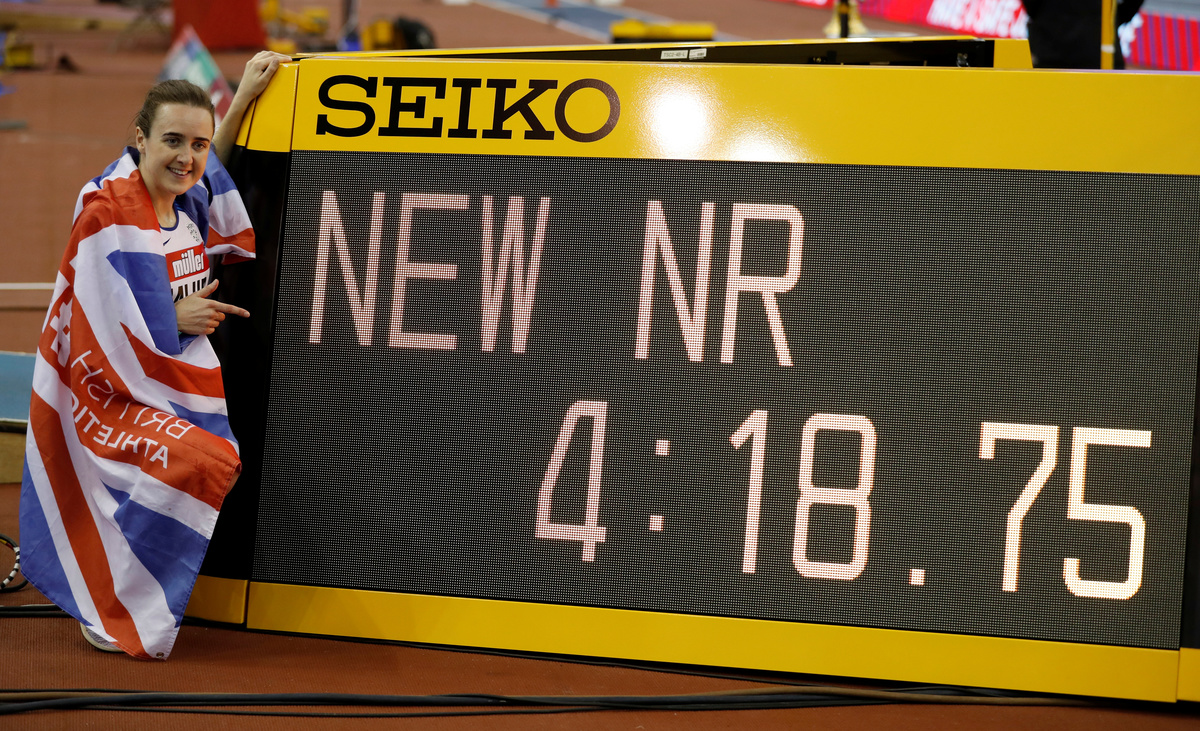 SEIKO
NEW NR
4:18.75
müller
BRITISH
ATHLETICS